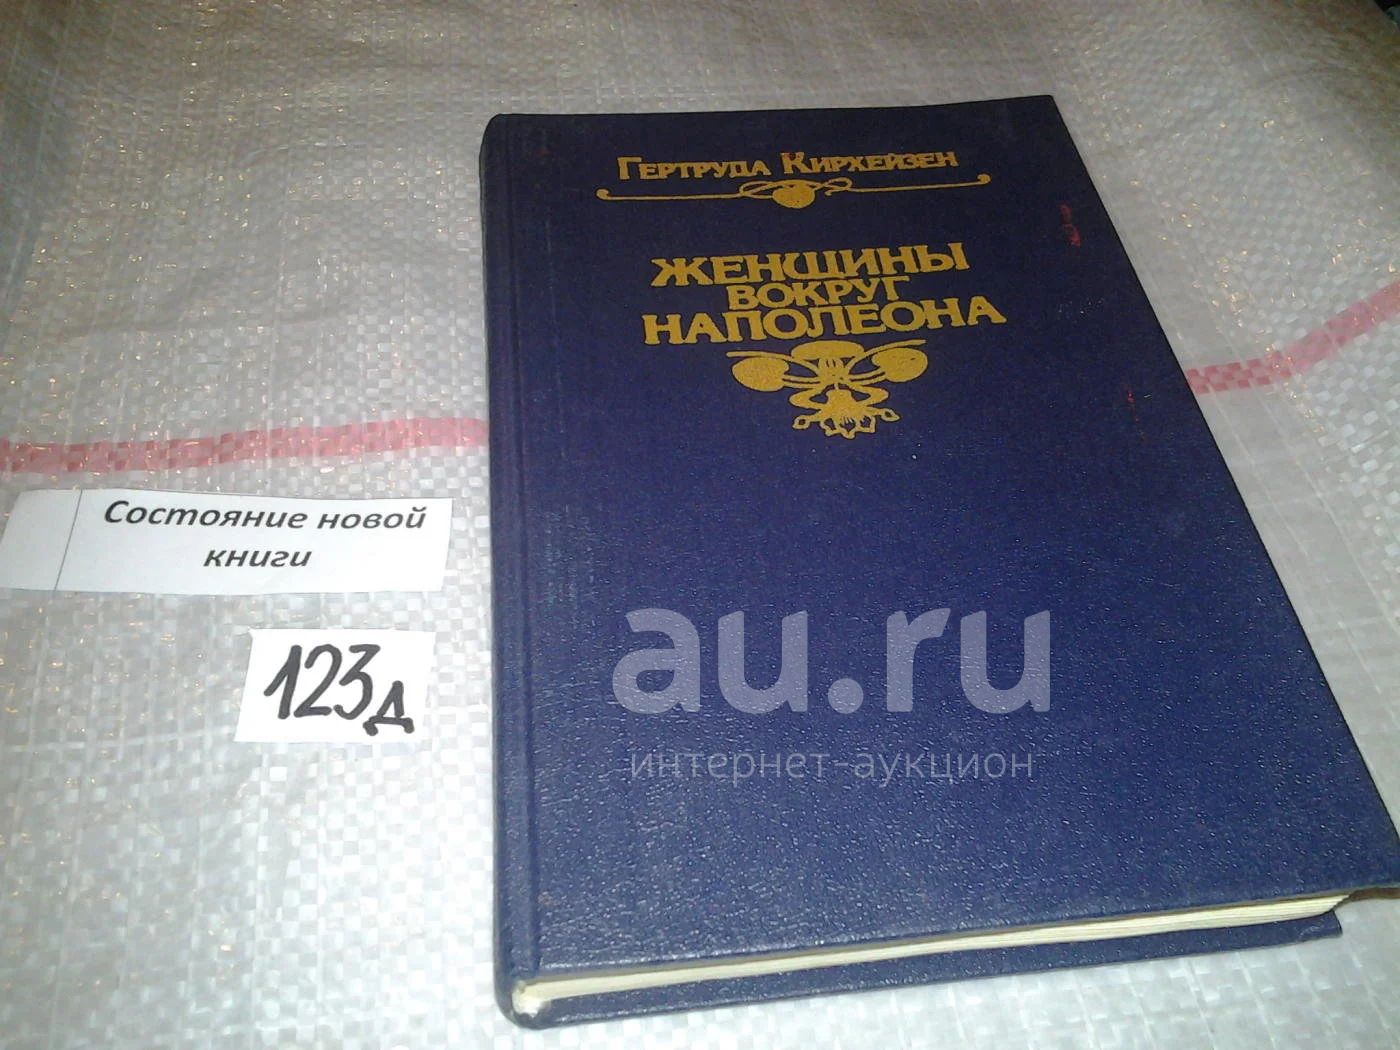 Гертруда Кирхейзен
ЖЕНЩИНЫ
ВОКРУГ
НАПОЛЕОНА
Состояние новой
книги
123д
au.ru
интернет-аукцион